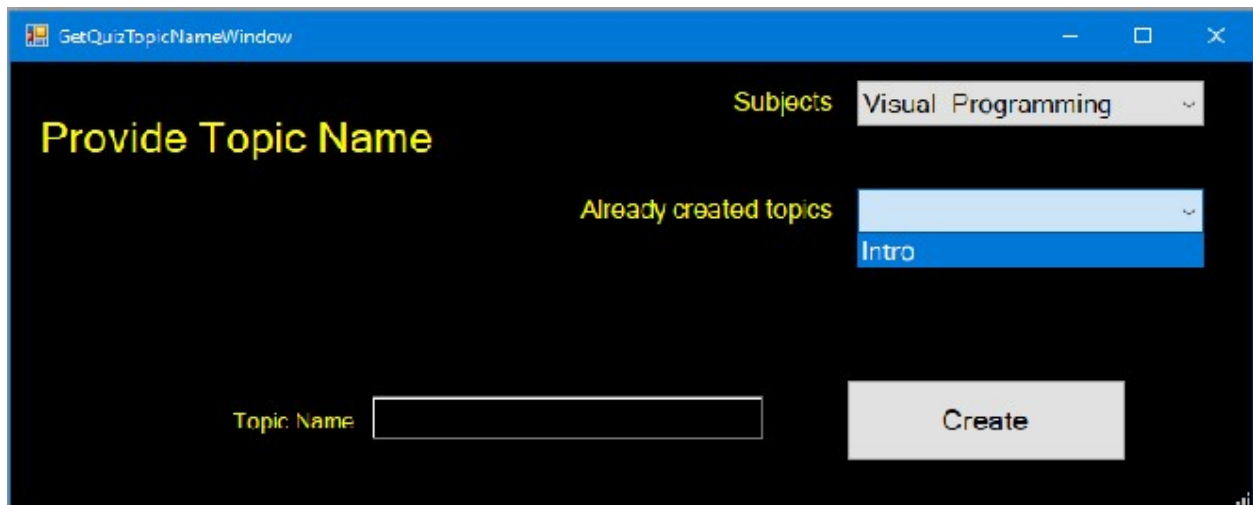 GetQuizTopicNameWindow
Subjects
Visual Programming
Provide Topic Name
Already created topics
Intro
Topic Name
Create